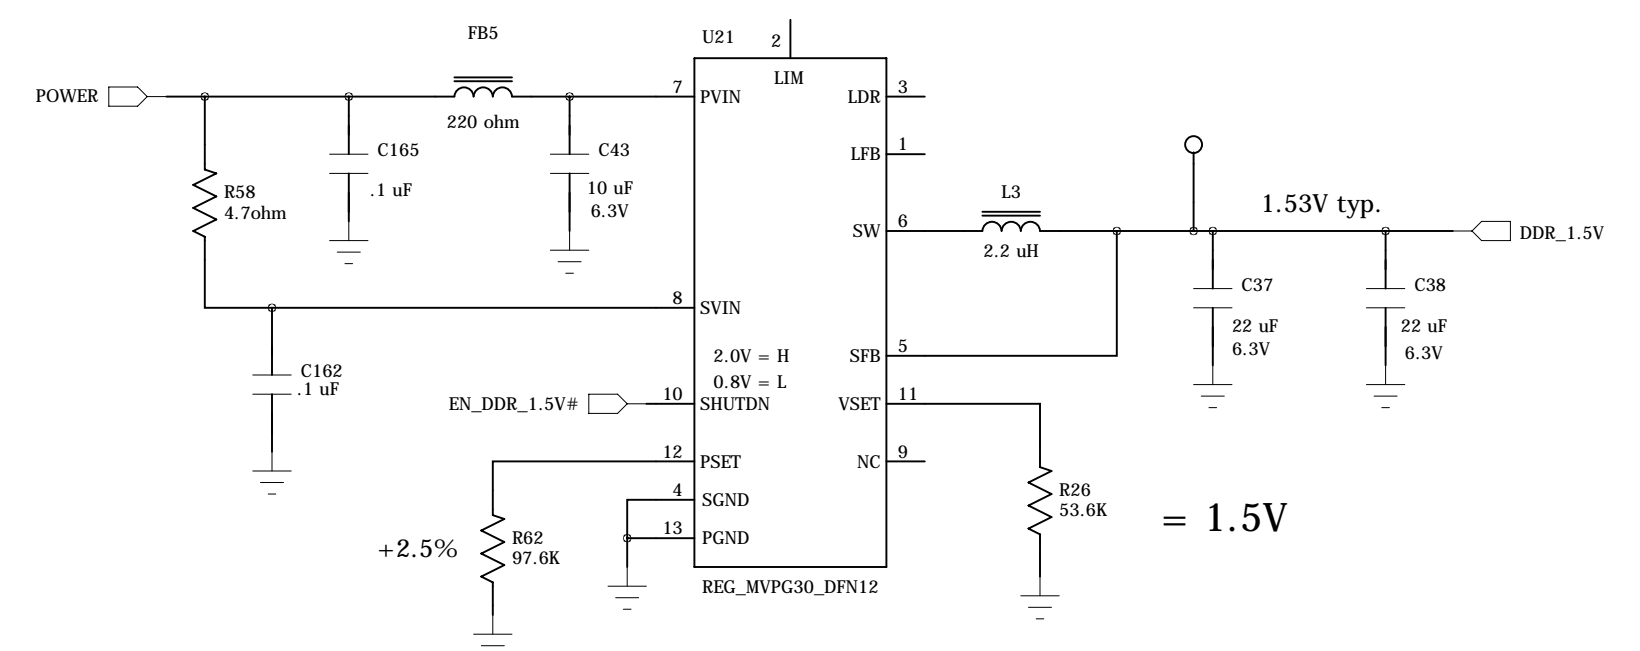 FB5
U21
2
LIM
POWER
7
PVIN
LDR
3
220 ohm
C165
.1 uF
C43
10 uF
6.3V
LFB
1
R58
4.7ohm
L3
2.2 uH
SW
6
1.53V typ.
DDR_1.5V
8
SVIN
C37
22 uF
6.3V
C38
22 uF
6.3V
2.0V = H
0.8V = L
SFB
5
C162
.1 uF
EN_DDR_1.5V#
10
SHUTDN
VSET
11
12
PSET
NC
9
4
SGND
R26
53.6K
= 1.5V
13
PGND
+2.5%
R62
97.6K
REG_MVPG30_DFN12